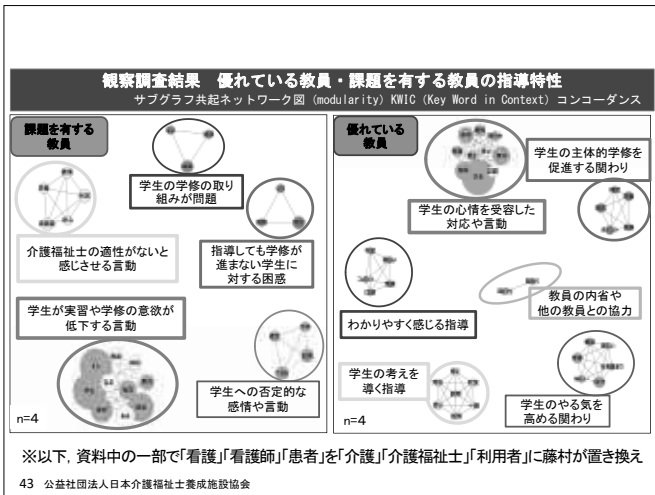 観察調査結果 優れている教員・課題を有する教員の指導特性
サブグラフ共起ネットワーク図 (modularity) KWIC (Key Word in Context) コンコーダンス
課題を有する
教員
学生の学修の取り
組みが問題
介護福祉士の適性がないと
感じさせる言動
指導しても学修が
進まない学生に
対する困惑
学生が実習や学修の意欲が
低下する言動
学生への否定的な
感情や言動
n=4
優れている
教員
学生の主体的学修を
促進する関わり
学生の心情を受容した
対応や言動
わかりやすく感じる指導
教員の内省や
他の教員との協力
学生の考えを
導く指導
学生のやる気を
高める関わり
n=4
※以下,資料中の一部で「看護」「看護師」「患者」を「介護」「介護福祉士」「利用者」に藤村が置き換え
43 公益社団法人日本介護福祉士養成施設協会